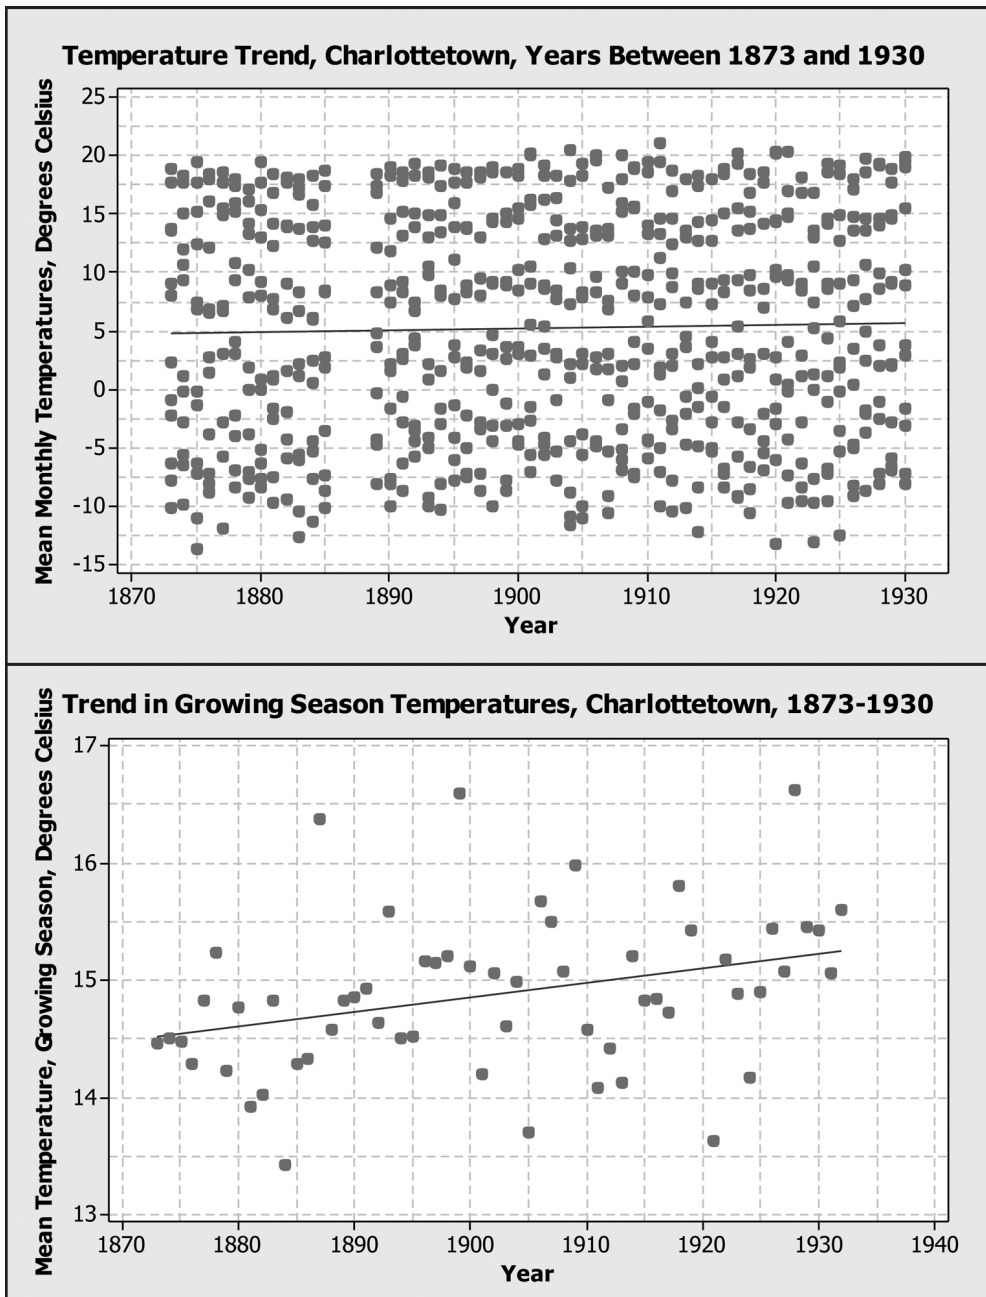 Temperature Trend, Charlottetown, Years Between 1873 and 1930
Mean Monthly Temperatures, Degrees Celsius
25
20
15
10
5
0
-5
-10
-15
1870 1880 1890 1900 1910 1920 1930
Year
Trend in Growing Season Temperatures, Charlottetown, 1873-1930
Mean Temperature, Growing Season, Degrees Celsius
17
16
15
14
13
1870 1880 1890 1900 1910 1920 1930 1940
Year